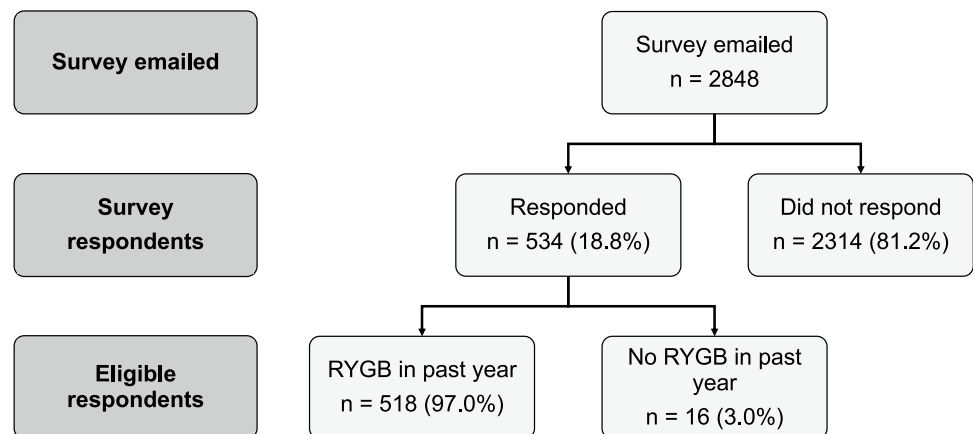 Survey emailed
Survey emailed
n = 2848
Survey
respondents
Responded
n = 534 (18.8%)
Did not respond
n = 2314 (81.2%)
Eligible
respondents
RYGB in past year
n = 518 (97.0%)
No RYGB in past
year
n = 16 (3.0%)